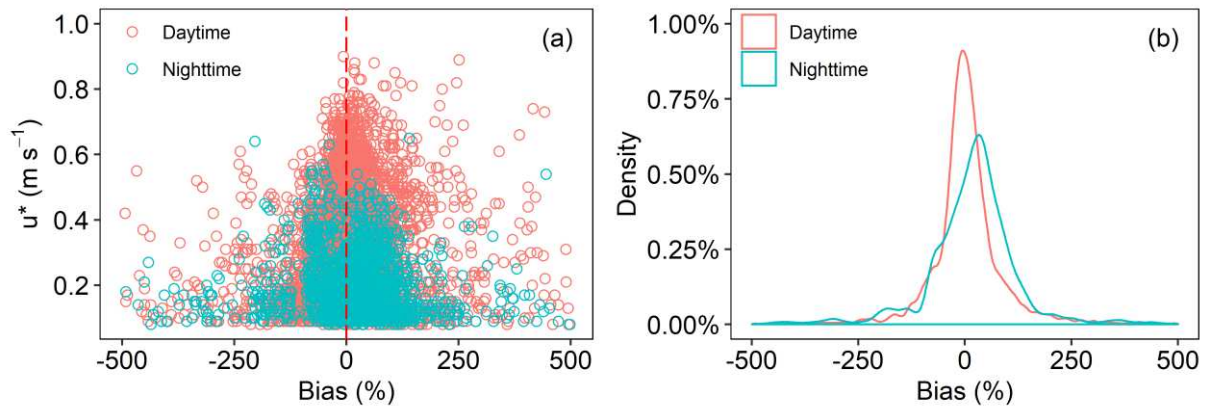 1.0
0.8
0.6
0.4
0.2
u* (m s⁻¹)
Daytime
Nighttime
(a)
-500 -250 0 250 500
Bias (%)
1.00%
0.75%
0.50%
0.25%
0.00%
Density
Daytime
Nighttime
(b)
-500 -250 0 250 500
Bias (%)